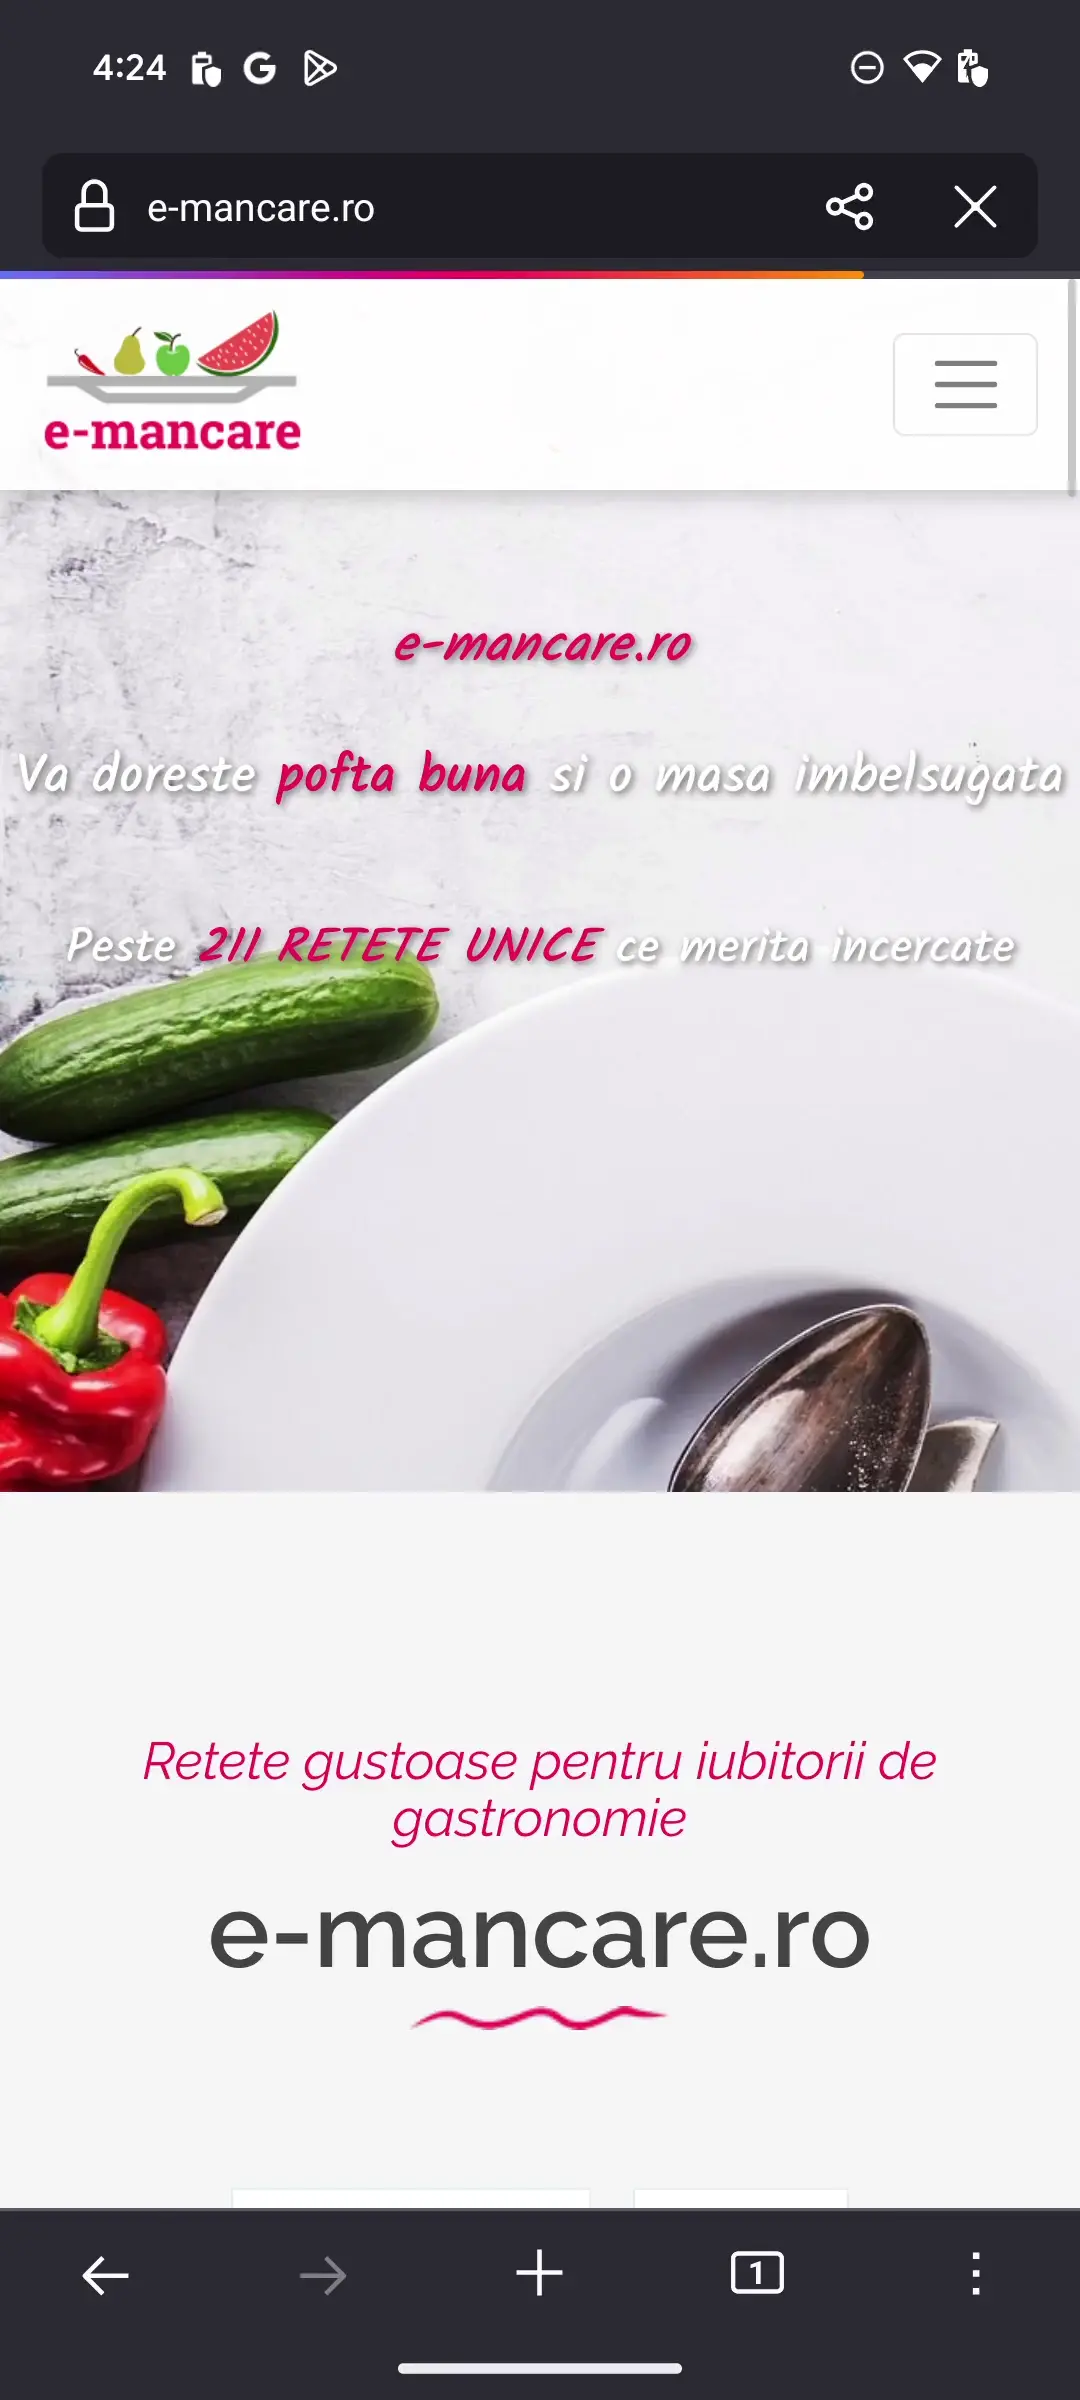 4:24
e-mancare.ro
e-mancare
e-mancare.ro
Va doreste pofta buna si o masa imbelsugata
Peste 211 RETETE UNICE ce merita incercate
Retete gustoase pentru iubitorii de
gastronomie
e-mancare.ro
1